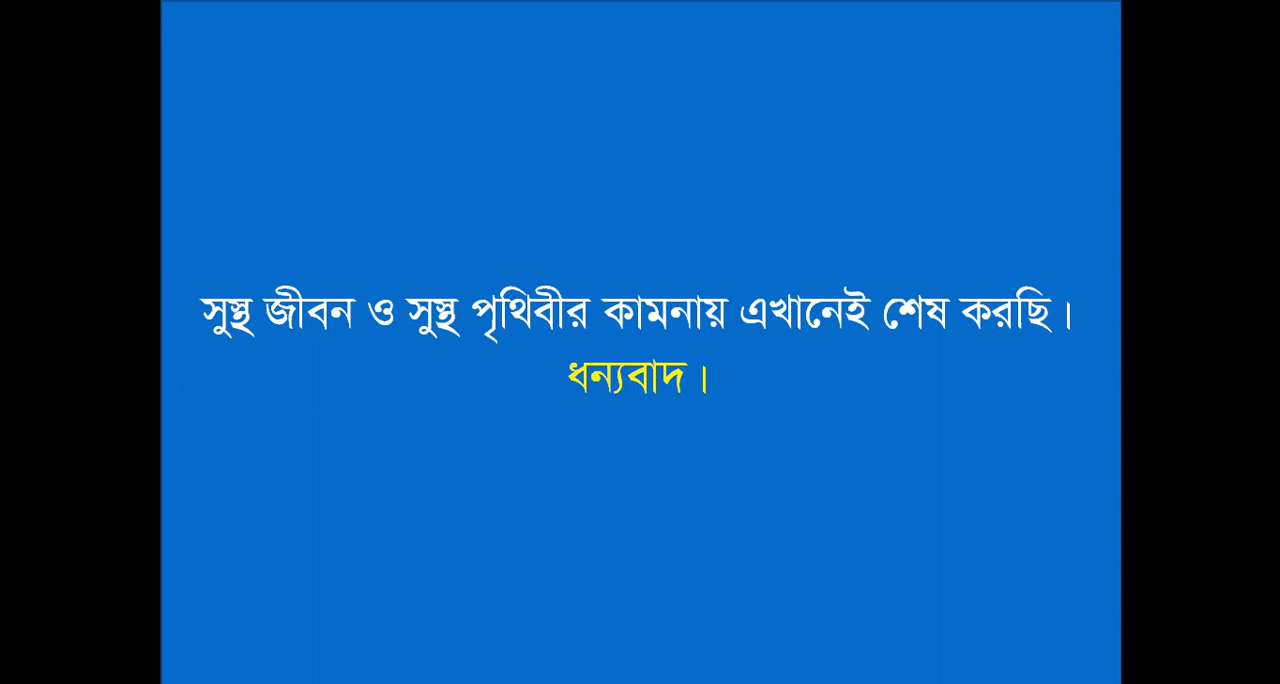 সুস্থ জীবন ও সুস্থ পৃথিবীর কামনায় এখানেই শেষ করছি।
ধন্যবাদ।